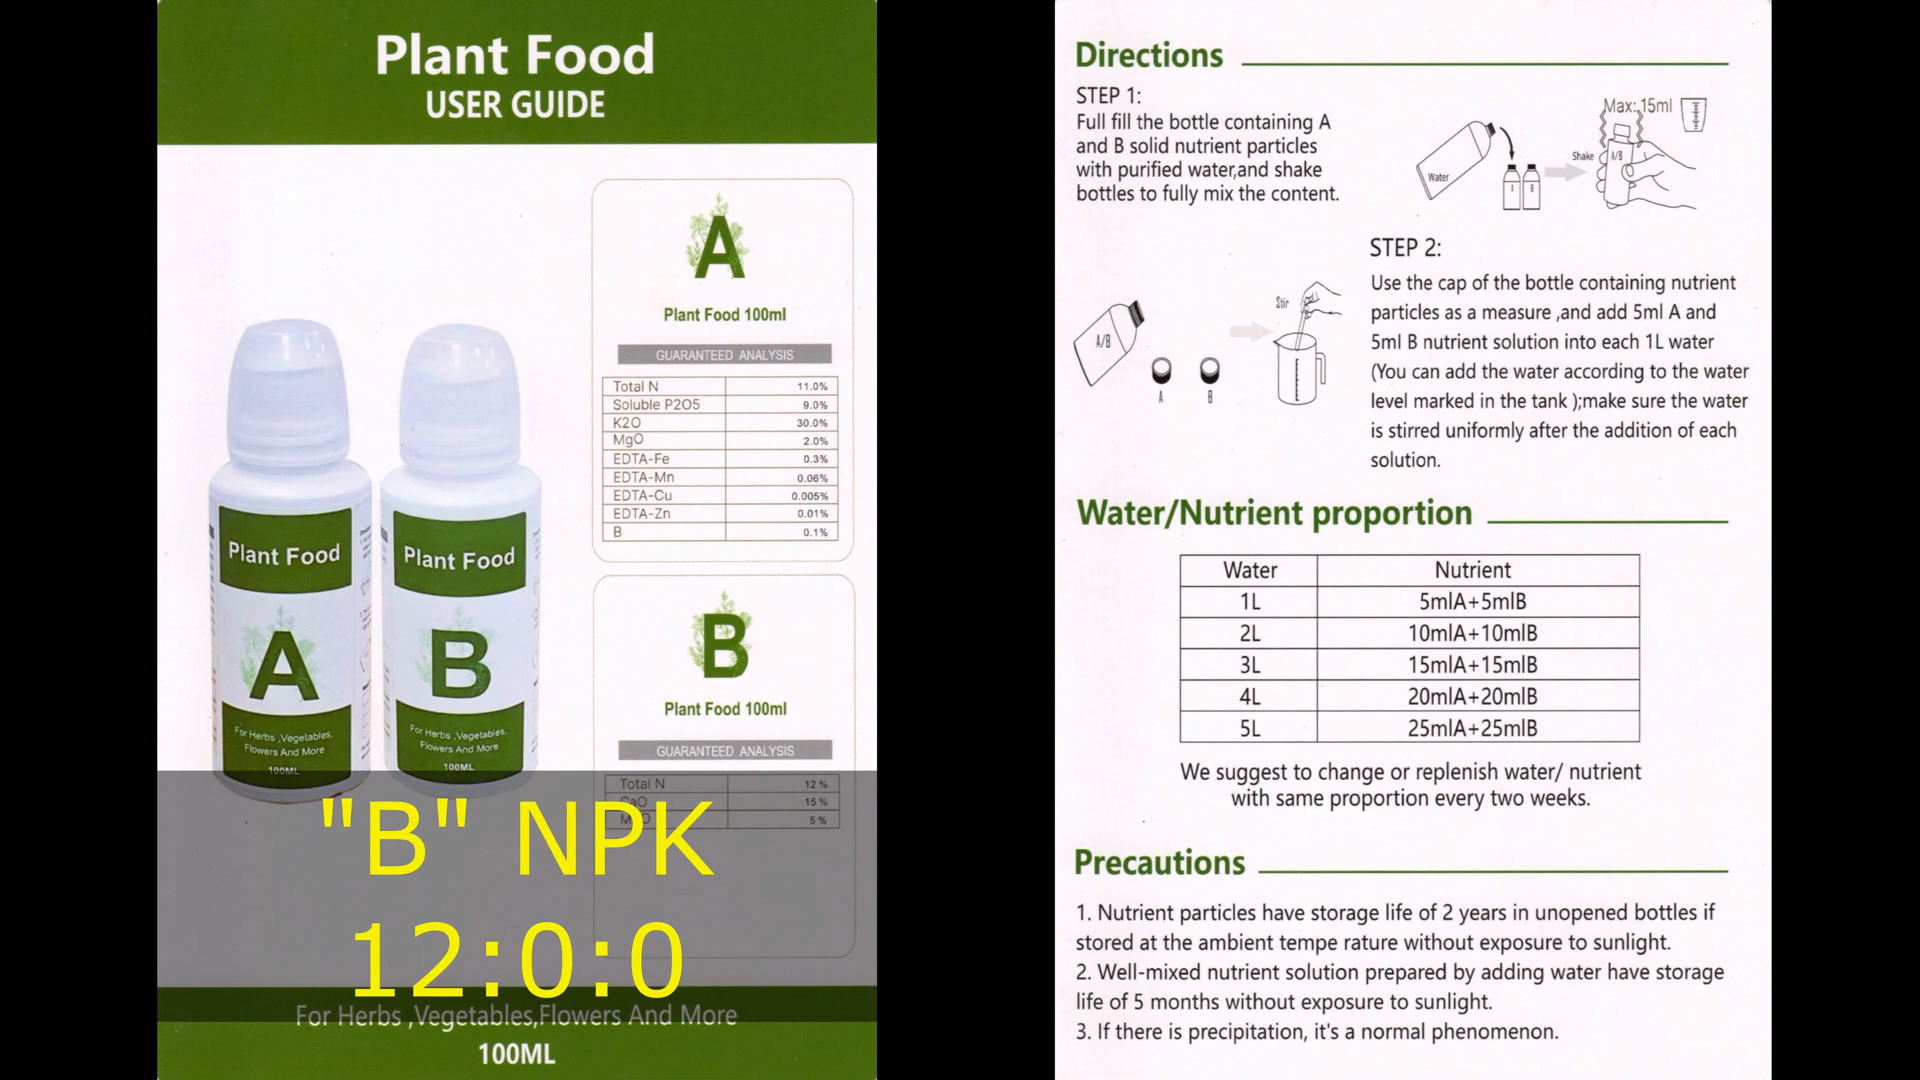 Plant Food
USER GUIDE
A
Plant Food 100ml
GUARANTEED ANALYSIS
Total N 11.0%
Soluble P2O5 9.0%
K2O 30.0%
MgO 2.0%
EDTA-Fe 0.3%
EDTA-Mn 0.06%
EDTA-Cu 0.005%
EDTA-Zn 0.01%
B 0.1%
Plant Food
A
For Herbs ,Vegetables,
Flowers And More
100ML
Plant Food
B
For Herbs ,Vegetables,
Flowers And More
100ML
B
Plant Food 100ml
GUARANTEED ANALYSIS
Total N 12 %
CaO 15 %
MgO 5 %
"B" NPK
12:0:0
For Herbs ,Vegetables,Flowers And More
100ML
Directions
STEP 1:
Full fill the bottle containing A
and B solid nutrient particles
with purified water,and shake
bottles to fully mix the content.
Water
A B
Shake
Max: 15ml
A/B
STEP 2:
Use the cap of the bottle containing nutrient
particles as a measure ,and add 5ml A and
5ml B nutrient solution into each 1L water
(You can add the water according to the water
level marked in the tank );make sure the water
is stirred uniformly after the addition of each
solution.
A/B
A B
Stir
Water/Nutrient proportion
Water Nutrient
1L 5mlA+5mlB
2L 10mlA+10mlB
3L 15mlA+15mlB
4L 20mlA+20mlB
5L 25mlA+25mlB
We suggest to change or replenish water/ nutrient
with same proportion every two weeks.
Precautions
1. Nutrient particles have storage life of 2 years in unopened bottles if
stored at the ambient tempe rature without exposure to sunlight.
2. Well-mixed nutrient solution prepared by adding water have storage
life of 5 months without exposure to sunlight.
3. If there is precipitation, it's a normal phenomenon.